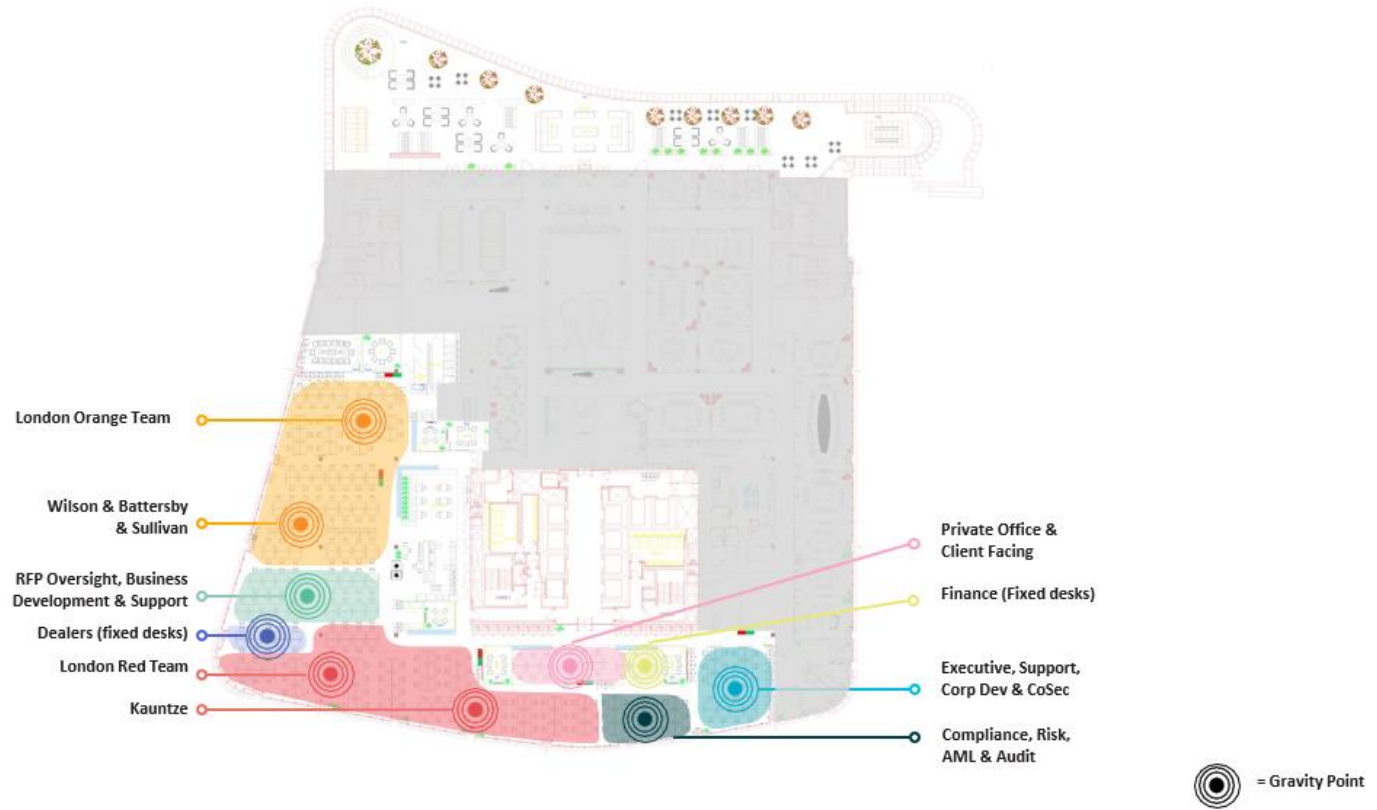 London Orange Team
Wilson & Battersby
& Sullivan
RFP Oversight, Business
Development & Support
Dealers (fixed desks)
London Red Team
Kauntze
Private Office &
Client Facing
Finance (Fixed desks)
Executive, Support,
Corp Dev & CoSec
Compliance, Risk,
AML & Audit
= Gravity Point